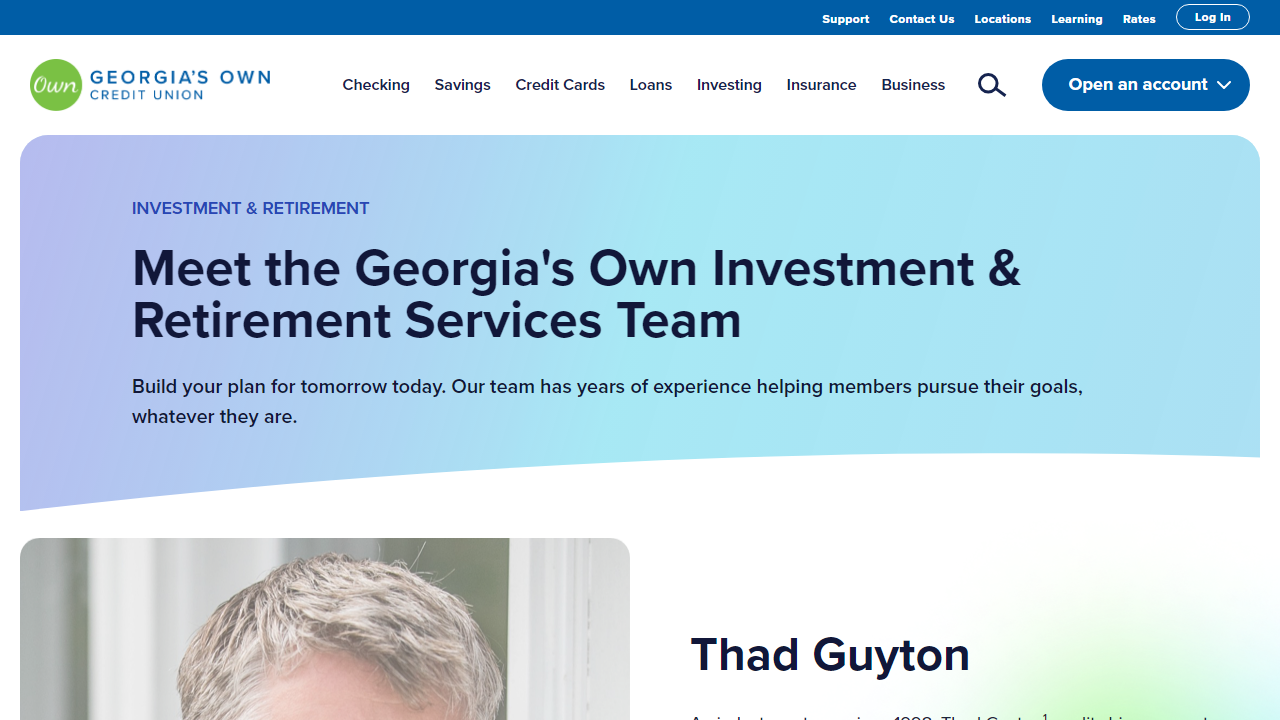 Support Contact Us Locations Learning Rates Log In
Own GEORGIA'S OWN
CREDIT UNION
Checking Savings Credit Cards Loans Investing Insurance Business Open an account
INVESTMENT & RETIREMENT
Meet the Georgia's Own Investment &
Retirement Services Team
Build your plan for tomorrow today. Our team has years of experience helping members pursue their goals,
whatever they are.
Thad Guyton